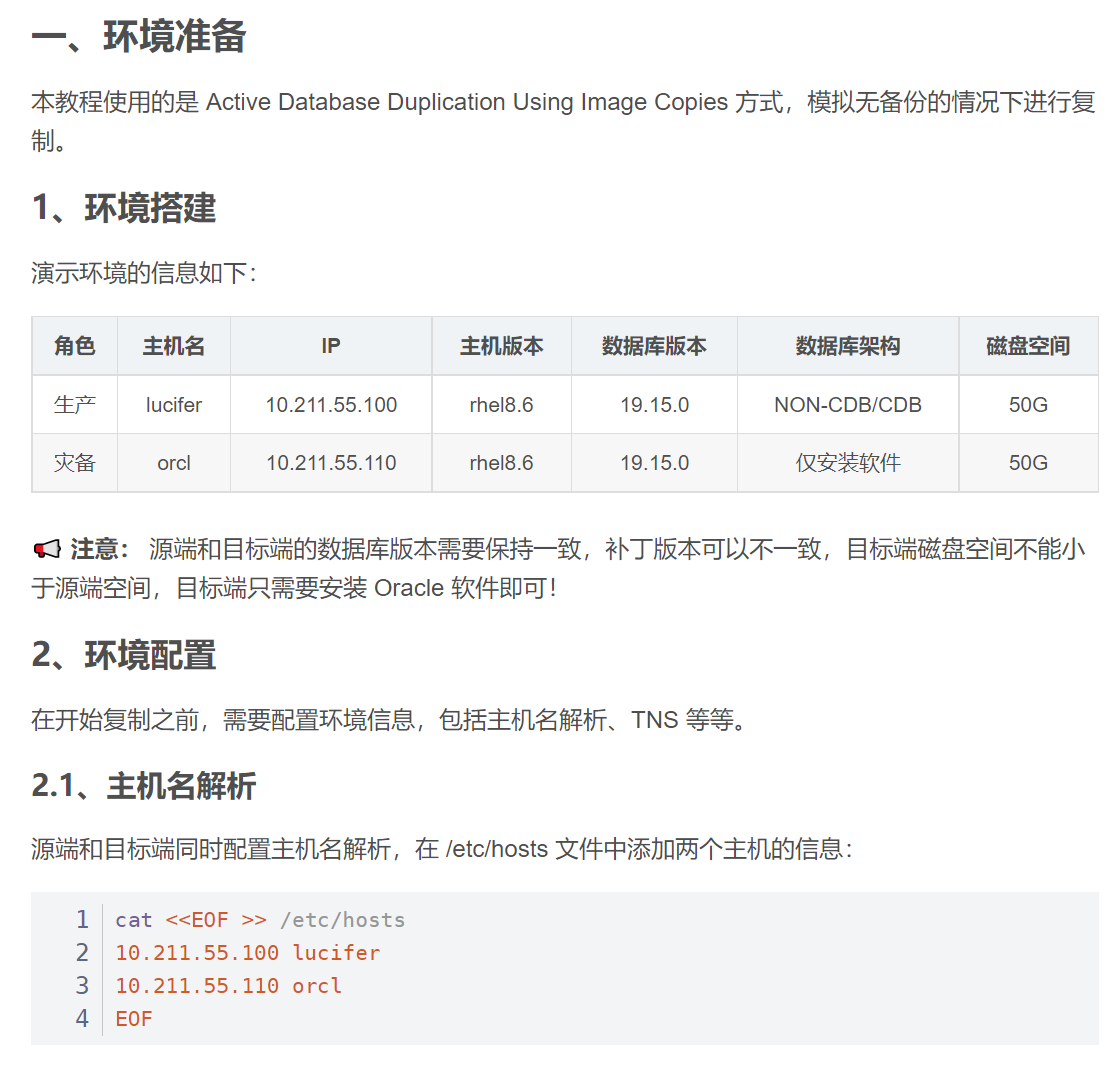 一、环境准备
本教程使用的是 Active Database Duplication Using Image Copies 方式，模拟无备份的情况下进行复
制。
1、环境搭建
演示环境的信息如下：
角色 主机名 IP 主机版本 数据库版本 数据库架构 磁盘空间
生产 lucifer 10.211.55.100 rhel8.6 19.15.0 NON-CDB/CDB 50G
灾备 orcl 10.211.55.110 rhel8.6 19.15.0 仅安装软件 50G
注意： 源端和目标端的数据库版本需要保持一致，补丁版本可以不一致，目标端磁盘空间不能小
于源端空间，目标端只需要安装 Oracle 软件即可！
2、环境配置
在开始复制之前，需要配置环境信息，包括主机名解析、TNS 等等。
2.1、主机名解析
源端和目标端同时配置主机名解析，在 /etc/hosts 文件中添加两个主机的信息：
1 cat <<EOF >> /etc/hosts
2 10.211.55.100 lucifer
3 10.211.55.110 orcl
4 EOF